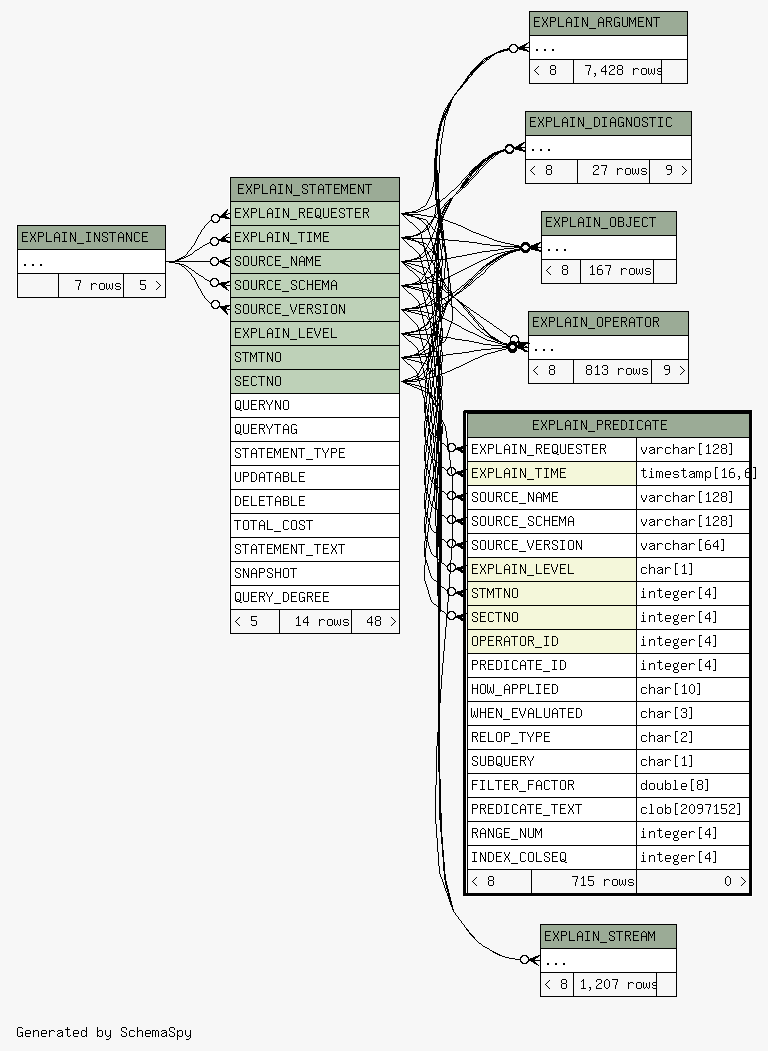 EXPLAIN_ARGUMENT
...
< 8 7,428 rows
EXPLAIN_DIAGNOSTIC
...
< 8 27 rows 9 >
EXPLAIN_OBJECT
...
< 8 167 rows
EXPLAIN_OPERATOR
...
< 8 813 rows 9 >
EXPLAIN_INSTANCE
...
7 rows 5 >
EXPLAIN_STATEMENT
EXPLAIN_REQUESTER
EXPLAIN_TIME
SOURCE_NAME
SOURCE_SCHEMA
SOURCE_VERSION
EXPLAIN_LEVEL
STMTNO
SECTNO
QUERYNO
QUERYTAG
STATEMENT_TYPE
UPDATABLE
DELETABLE
TOTAL_COST
STATEMENT_TEXT
SNAPSHOT
QUERY_DEGREE
< 5 14 rows 48 >
EXPLAIN_PREDICATE
EXPLAIN_REQUESTER varchar[128]
EXPLAIN_TIME timestamp[16,6]
SOURCE_NAME varchar[128]
SOURCE_SCHEMA varchar[128]
SOURCE_VERSION varchar[64]
EXPLAIN_LEVEL char[1]
STMTNO integer[4]
SECTNO integer[4]
OPERATOR_ID integer[4]
PREDICATE_ID integer[4]
HOW_APPLIED char[10]
WHEN_EVALUATED char[3]
RELOP_TYPE char[2]
SUBQUERY char[1]
FILTER_FACTOR double[8]
PREDICATE_TEXT clob[2097152]
RANGE_NUM integer[4]
INDEX_COLSEQ integer[4]
< 8 715 rows 0 >
EXPLAIN_STREAM
...
< 8 1,207 rows
Generated by SchemaSpy